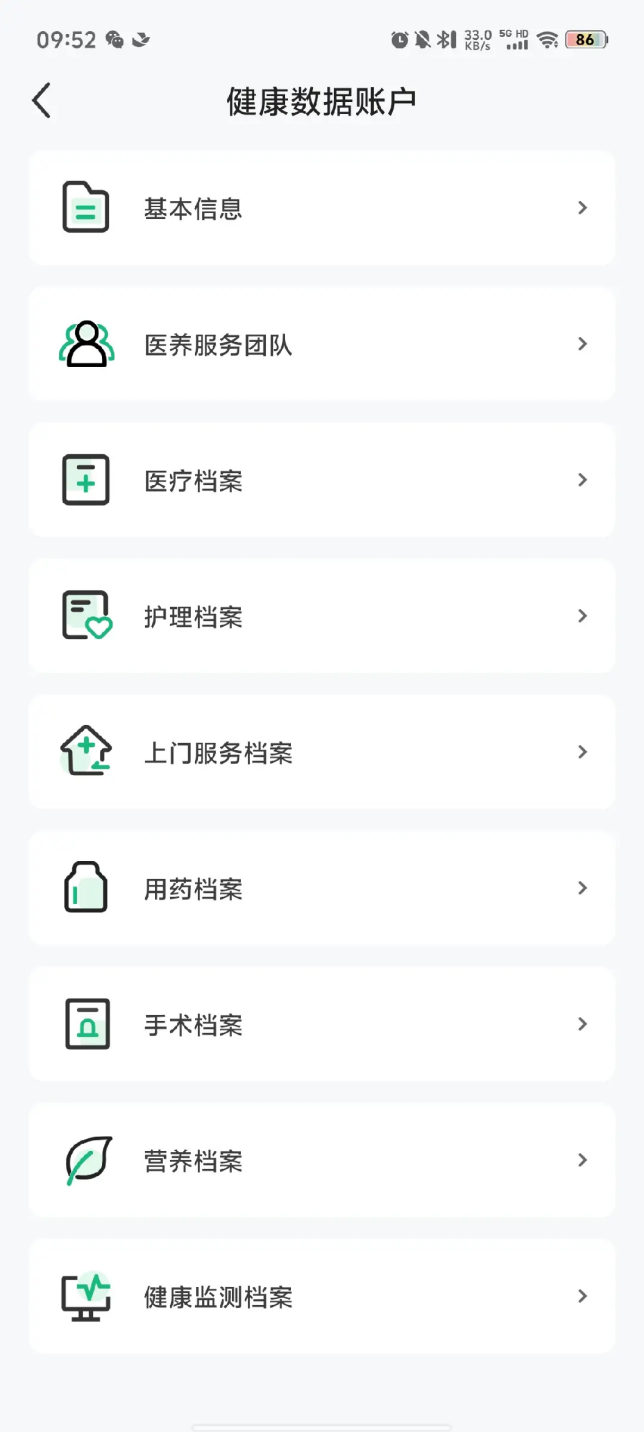 09:52
33.0 KB/s 5G HD 86
健康数据账户
基本信息
医养服务团队
医疗档案
护理档案
上门服务档案
用药档案
手术档案
营养档案
健康监测档案